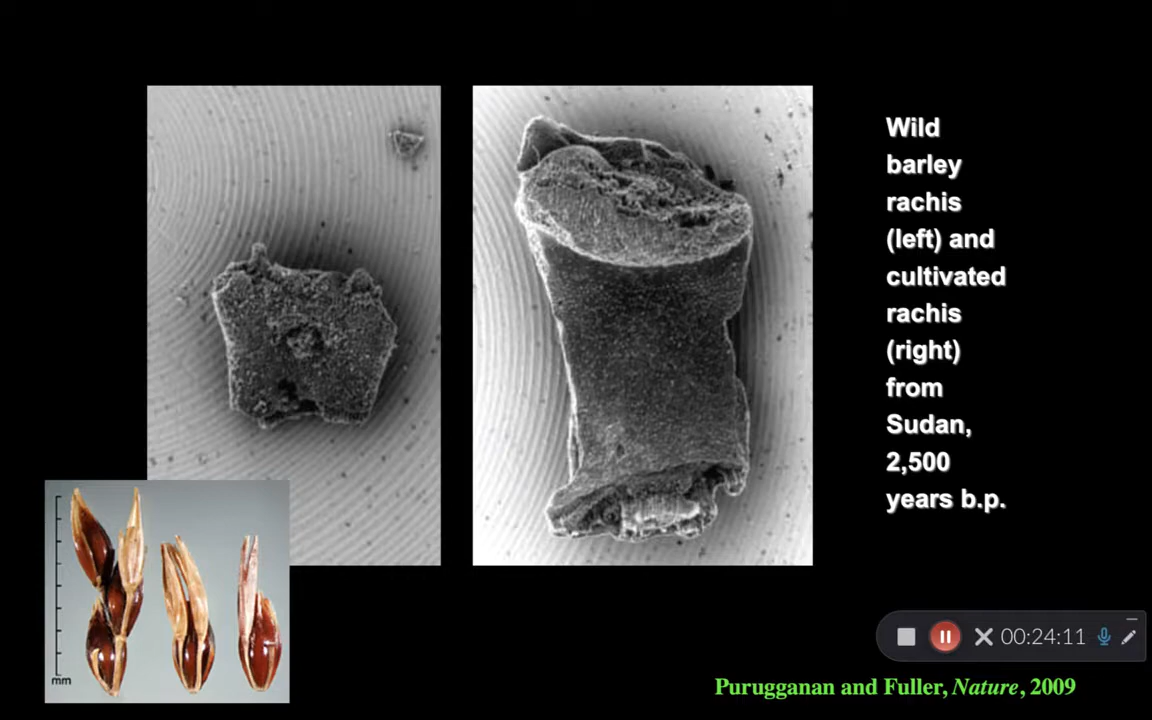 Wild
barley
rachis
(left) and
cultivated
rachis
(right)
from
Sudan,
2,500
years b.p.
mm
00:24:11
Purugganan and Fuller, Nature, 2009